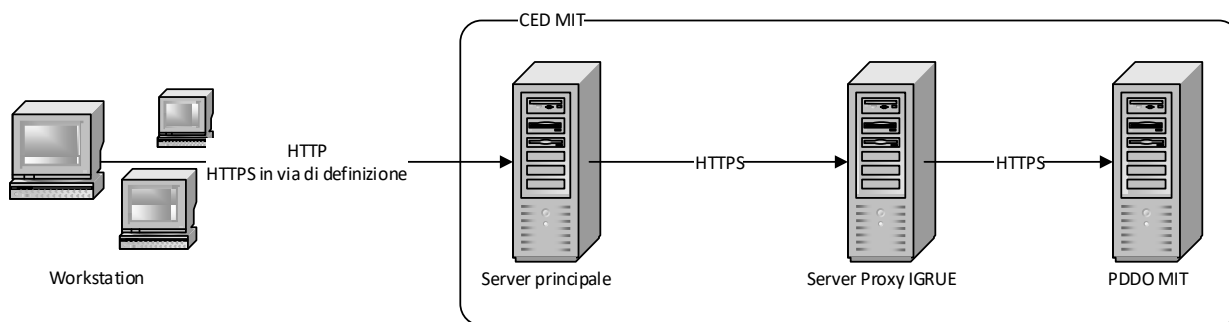 CED MIT
HTTP
HTTPS in via di definizione
HTTPS
HTTPS
Workstation
Server principale
Server Proxy IGRUE
PDDO MIT